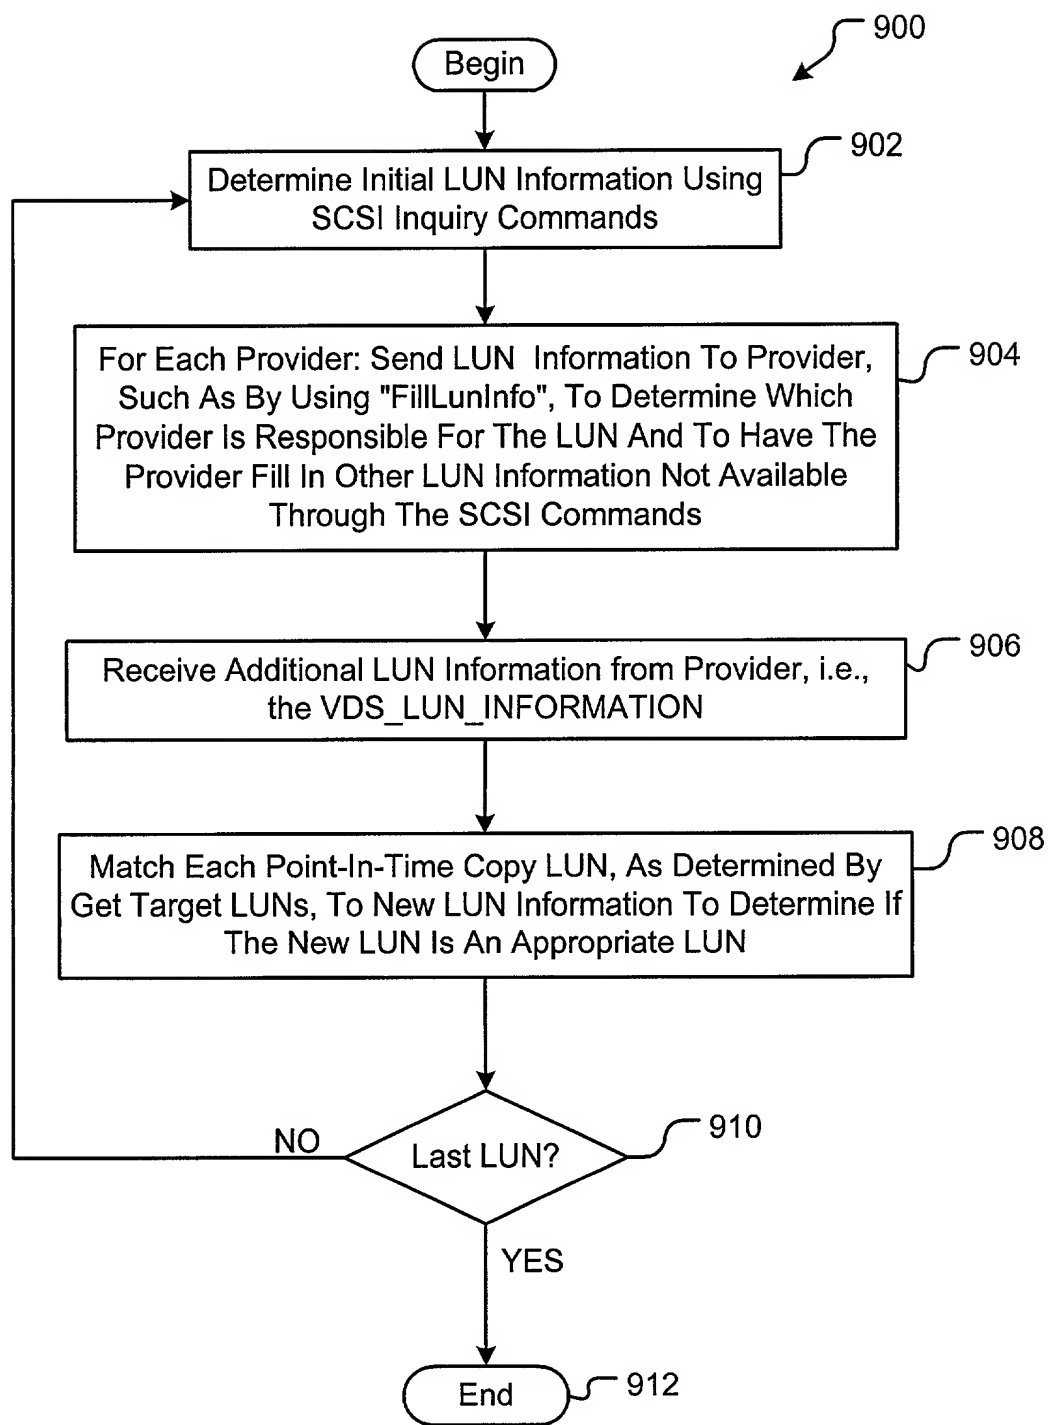 900
Begin
902
Determine Initial LUN Information Using
SCSI Inquiry Commands
904
For Each Provider: Send LUN Information To Provider,
Such As By Using "FillLunInfo", To Determine Which
Provider Is Responsible For The LUN And To Have The
Provider Fill In Other LUN Information Not Available
Through The SCSI Commands
906
Receive Additional LUN Information from Provider, i.e.,
the VDS_LUN_INFORMATION
908
Match Each Point-In-Time Copy LUN, As Determined By
Get Target LUNs, To New LUN Information To Determine If
The New LUN Is An Appropriate LUN
910
NO
Last LUN?
YES
End
912